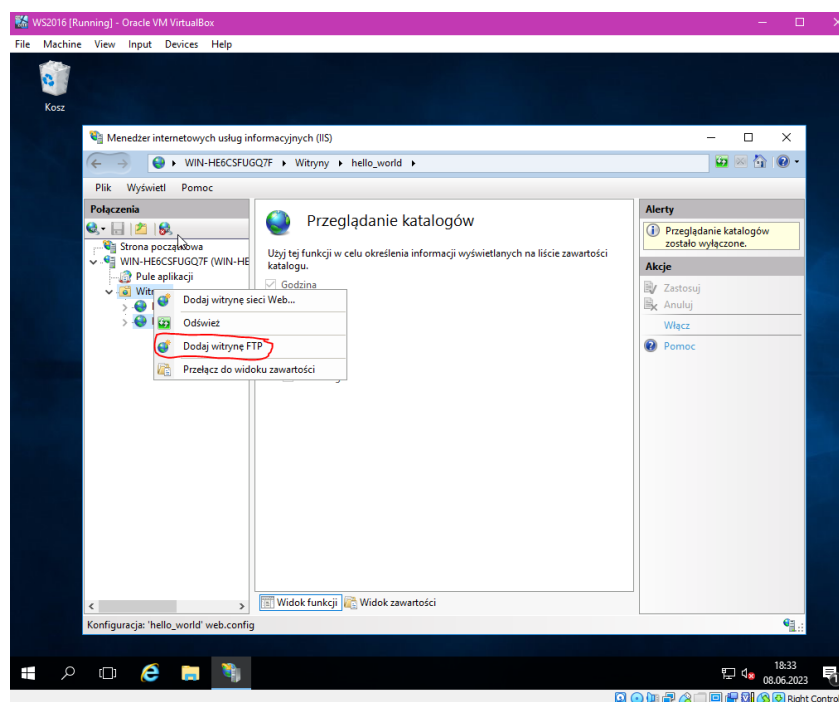 WS2016 [Running] - Oracle VM VirtualBox
File Machine View Input Devices Help
Kosz
Menedżer internetowych usług informacyjnych (IIS)
WIN-HE6CSFUGQ7F Witryny hello_world
Plik Wyświetl Pomoc
Połączenia
Strona początkowa
WIN-HE6CSFUGQ7F (WIN-HE
Pule aplikacji
Witr
Dodaj witrynę sieci Web...
Odśwież
Dodaj witrynę FTP
Przełącz do widoku zawartości
Przeglądanie katalogów
Użyj tej funkcji w celu określenia informacji wyświetlanych na liście zawartości
katalogu.
Godzina
Widok funkcji Widok zawartości
Alerty
Przeglądanie katalogów
zostało wyłączone.
Akcje
Zastosuj
Anuluj
Włącz
Pomoc
Konfiguracja: 'hello_world' web.config
18:33
08.06.2023
1
Right Control